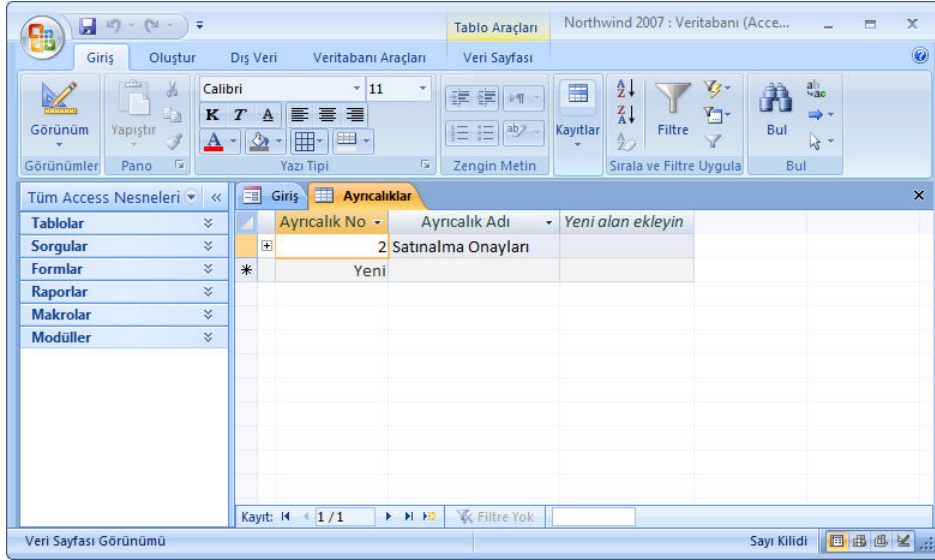 Tablo Araçları
Northwind 2007 : Veritabanı (Acce...
Giriş Oluştur Dış Veri Veritabanı Araçları Veri Sayfası
Görünüm
Yapıştır
Calibri 11
K T A
Kayıtlar
Filtre
Bul
Görünümler Pano Yazı Tipi Zengin Metin Sırala ve Filtre Uygula Bul
Tüm Access Nesneleri
Tablolar
Sorgular
Formlar
Raporlar
Makrolar
Modüller
Giriş Ayrıcalıklar
Ayrıcalık No Ayrıcalık Adı Yeni alan ekleyin
2 Satınalma Onayları
Yeni
Kayıt: 1 / 1 Filtre Yok
Veri Sayfası Görünümü Sayı Kilidi